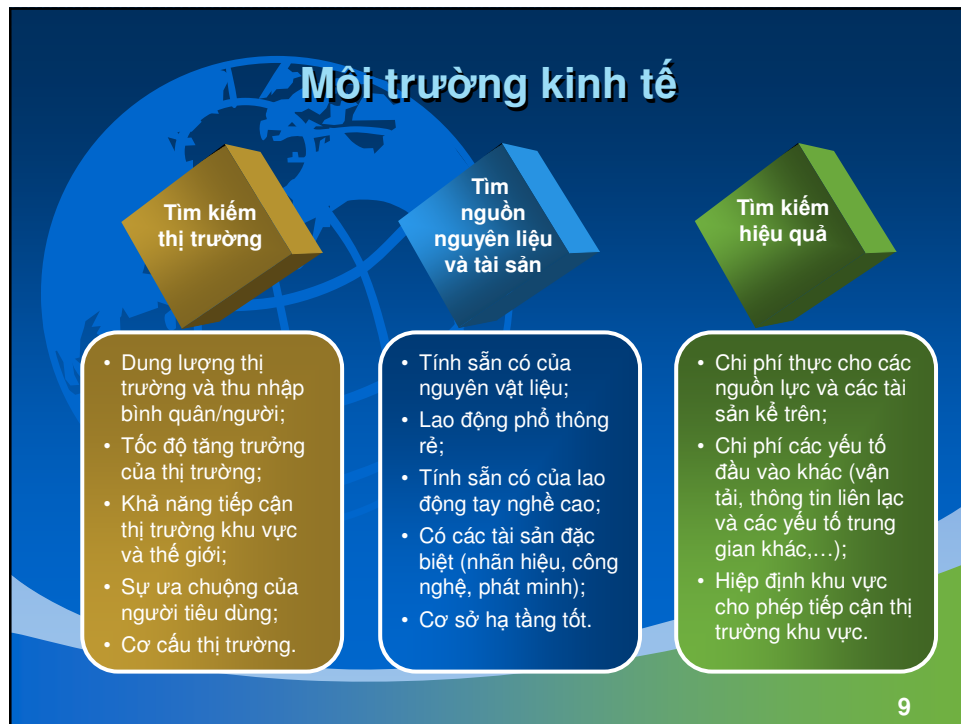 Môi trường kinh tế
Tìm kiếm
thị trường
Tìm
nguồn
nguyên liệu
và tài sản
Tìm kiếm
hiệu quả
• Dung lượng thị
trường và thu nhập
bình quân/người;
• Tốc độ tăng trưởng
của thị trường;
• Khả năng tiếp cận
thị trường khu vực
và thế giới;
• Sự ưa chuộng của
người tiêu dùng;
• Cơ cấu thị trường.
• Tính sẵn có của
nguyên vật liệu;
• Lao động phổ thông
rẻ;
• Tính sẵn có của lao
động tay nghề cao;
• Có các tài sản đặc
biệt (nhãn hiệu, công
nghệ, phát minh);
• Cơ sở hạ tầng tốt.
• Chi phí thực cho các
nguồn lực và các tài
sản kể trên;
• Chi phí các yếu tố
đầu vào khác (vận
tải, thông tin liên lạc
và các yếu tố trung
gian khác,…);
• Hiệp định khu vực
cho phép tiếp cận thị
trường khu vực.
9